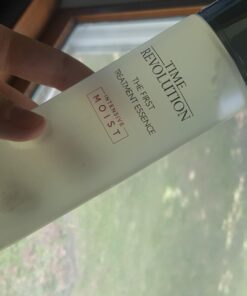 TIME
REVOLUTION
THE FIRST
TREATMENT ESSENCE
INTENSIVE
MOIST